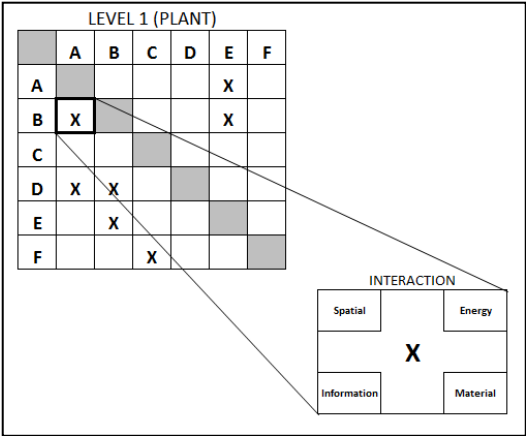 LEVEL 1 (PLANT)
A B C D E F
A X
B X X
C
D X X
E X
F X
INTERACTION
Spatial Energy
X
Information Material